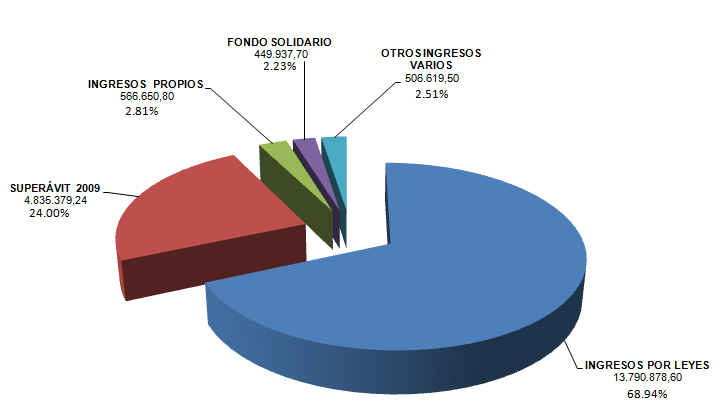 FONDO SOLIDARIO
449.937,70
2.23%
OTROS INGRESOS
VARIOS
506.619,50
2.51%
INGRESOS PROPIOS
566.650,80
2.81%
SUPERÁVIT 2009
4.835.379,24
24.00%
INGRESOS POR LEYES
13.790.878,60
68.94%